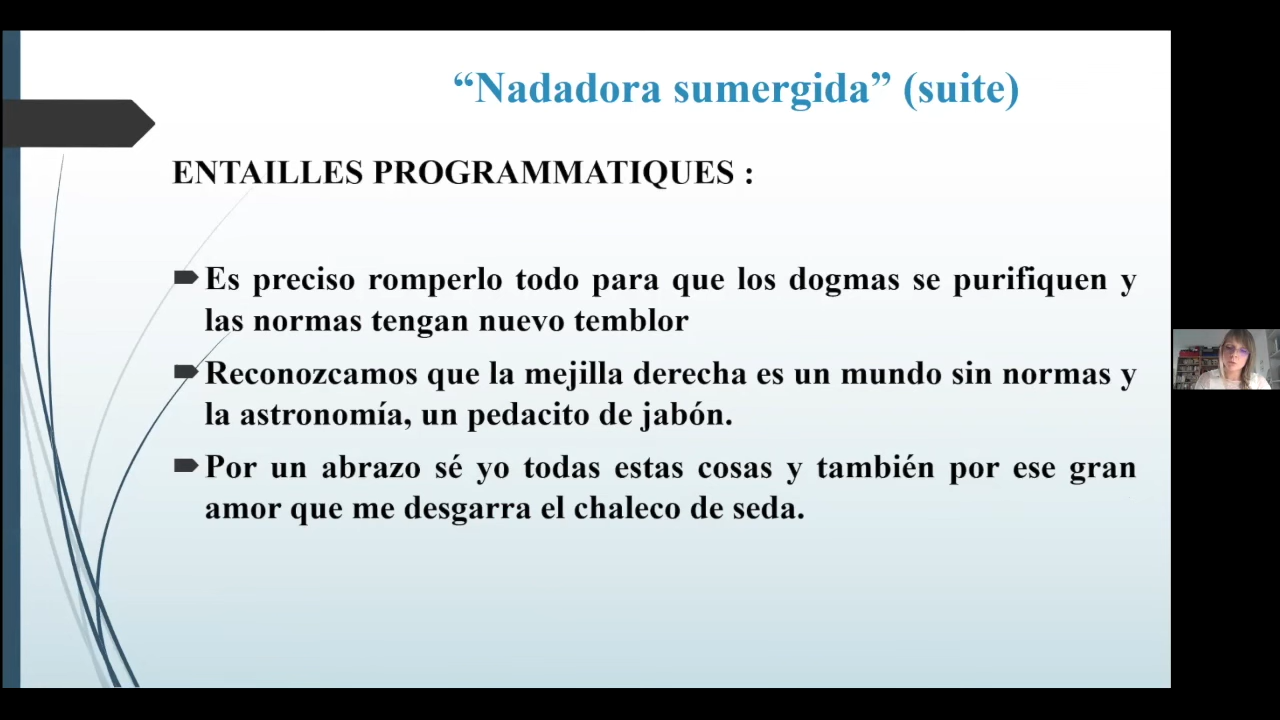 “Nadadora sumergida” (suite)
ENTAILLES PROGRAMMATIQUES :
Es preciso romperlo todo para que los dogmas se purifiquen y
las normas tengan nuevo temblor
Reconozcamos que la mejilla derecha es un mundo sin normas y
la astronomía, un pedacito de jabón.
Por un abrazo sé yo todas estas cosas y también por ese gran
amor que me desgarra el chaleco de seda.